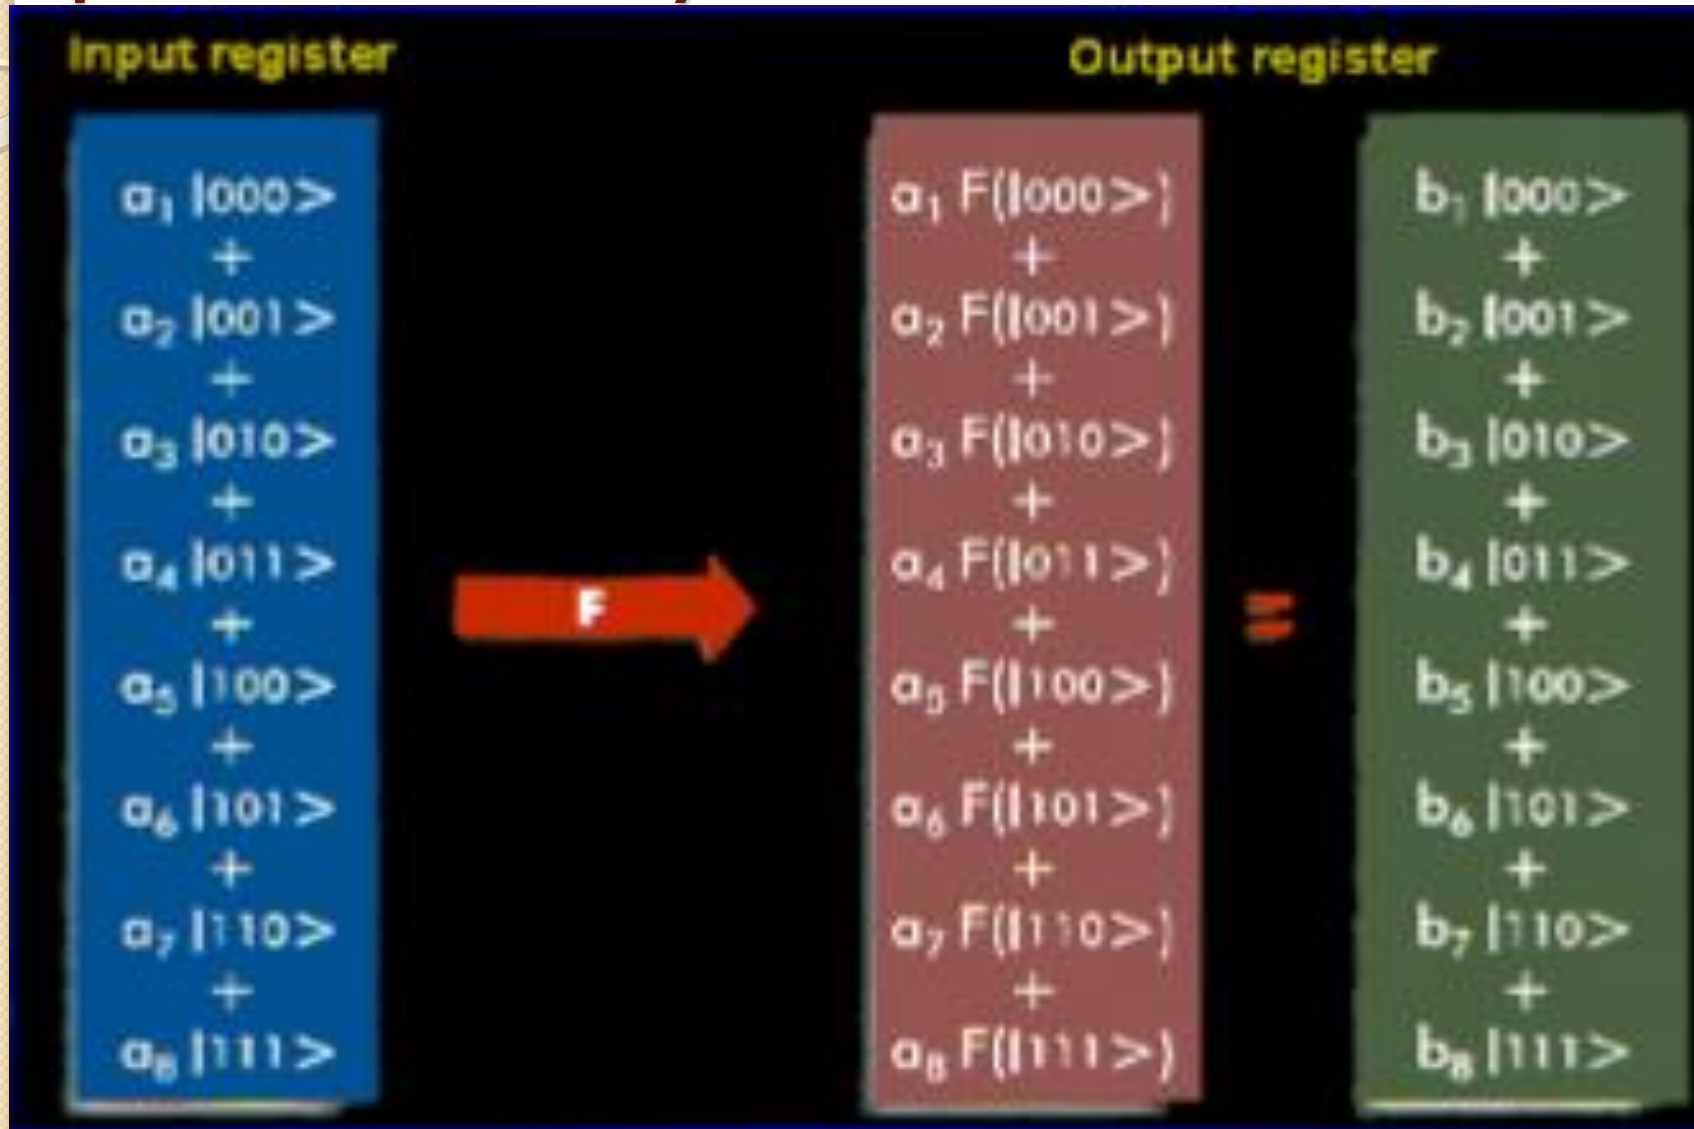 Input register
a₁ |000>
+
a₂ |001>
+
a₃ |010>
+
a₄ |011>
+
a₅ |100>
+
a₆ |101>
+
a₇ |110>
+
a₈ |111>
F
Output register
a₁ F(|000>)
+
a₂ F(|001>)
+
a₃ F(|010>)
+
a₄ F(|011>)
+
a₅ F(|100>)
+
a₆ F(|101>)
+
a₇ F(|110>)
+
a₈ F(|111>)
=
b₁ |000>
+
b₂ |001>
+
b₃ |010>
+
b₄ |011>
+
b₅ |100>
+
b₆ |101>
+
b₇ |110>
+
b₈ |111>